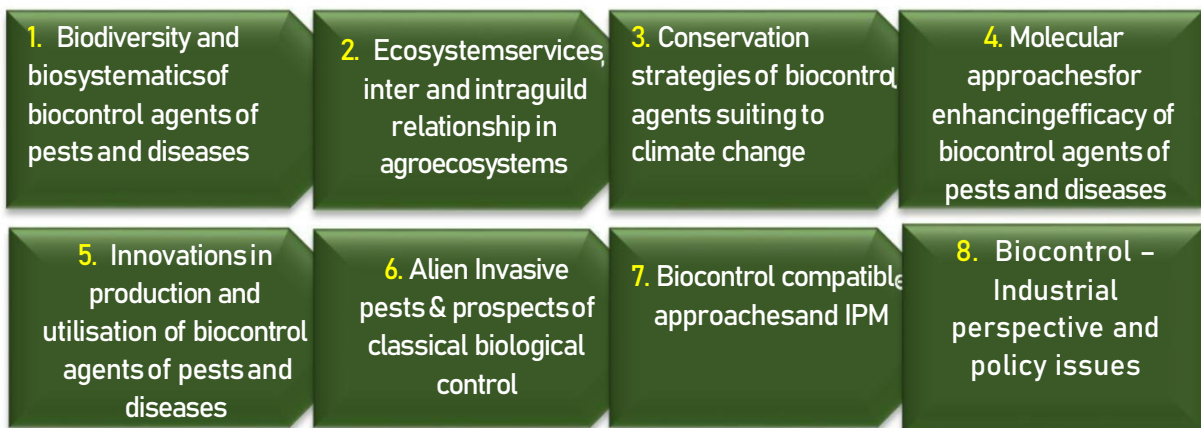 1. Biodiversity and
biosystematicsof
biocontrol agents of
pests and diseases
2. Ecosystemservices,
inter and intraguild
relationship in
agroecosystems
3. Conservation
strategies of biocontrol
agents suiting to
climate change
4. Molecular
approachesfor
enhancingefficacy of
biocontrol agents of
pests and diseases
5. Innovations in
production and
utilisation of biocontrol
agents of pests and
diseases
6. Alien Invasive
pests & prospects of
classical biological
control
7. Biocontrol compatible
approachesand IPM
8. Biocontrol –
Industrial
perspective and
policy issues